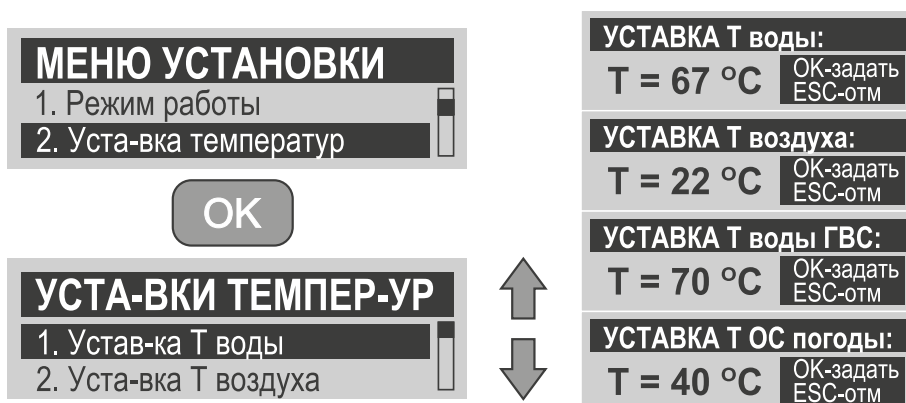 МЕНЮ УСТАНОВКИ
1. Режим работы
2. Уста-вка температур
OK
УСТА-ВКИ ТЕМПЕР-УР
1. Устав-ка Т воды
2. Уста-вка Т воздуха
УСТАВКА Т воды:
T = 67 °C
OK-задать
ESC-отм
УСТАВКА Т воздуха:
T = 22 °C
OK-задать
ESC-отм
УСТАВКА Т воды ГВС:
T = 70 °C
OK-задать
ESC-отм
УСТАВКА Т ОС погоды:
T = 40 °C
OK-задать
ESC-отм